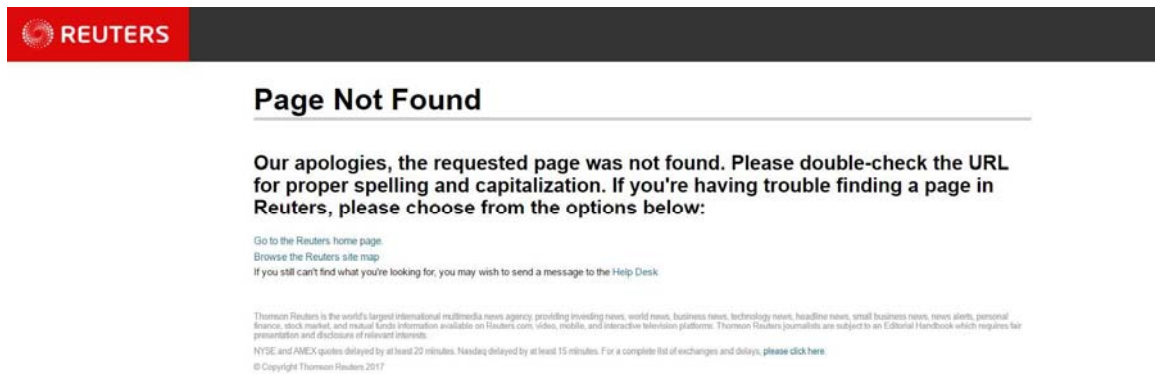 REUTERS
Page Not Found
Our apologies, the requested page was not found. Please double-check the URL
for proper spelling and capitalization. If you're having trouble finding a page in
Reuters, please choose from the options below:
Go to the Reuters home page.
Browse the Reuters site map
If you still can't find what you're looking for, you may wish to send a message to the Help Desk
Thomson Reuters is the world's largest international multimedia news agency, providing investing news, world news, business news, technology news, headline news, small business news, news alerts, personal
finance, stock market, and mutual funds information available on Reuters.com, video, mobile, and interactive television platforms. Thomson Reuters journalists are subject to an Editorial Handbook which requires fair
presentation and disclosure of relevant interests.
NYSE and AMEX quotes delayed by at least 20 minutes. Nasdaq delayed by at least 15 minutes. For a complete list of exchanges and delays, please click here.
© Copyright Thomson Reuters 2017